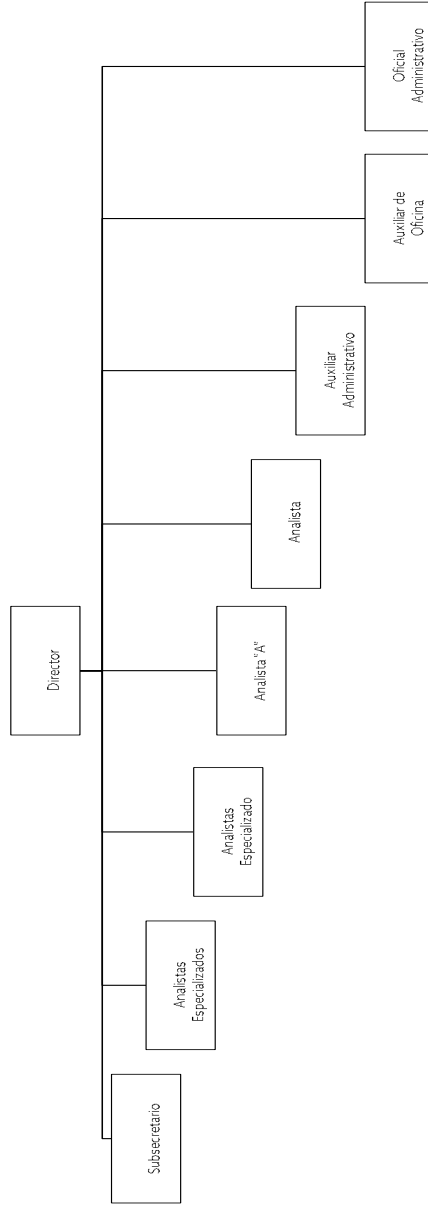 Director
Subsecretario
Analistas
Especializados
Analistas
Especializado
Analista "A"
Analista
Auxiliar
Administrativo
Auxiliar de
Oficina
Oficial
Administrativo